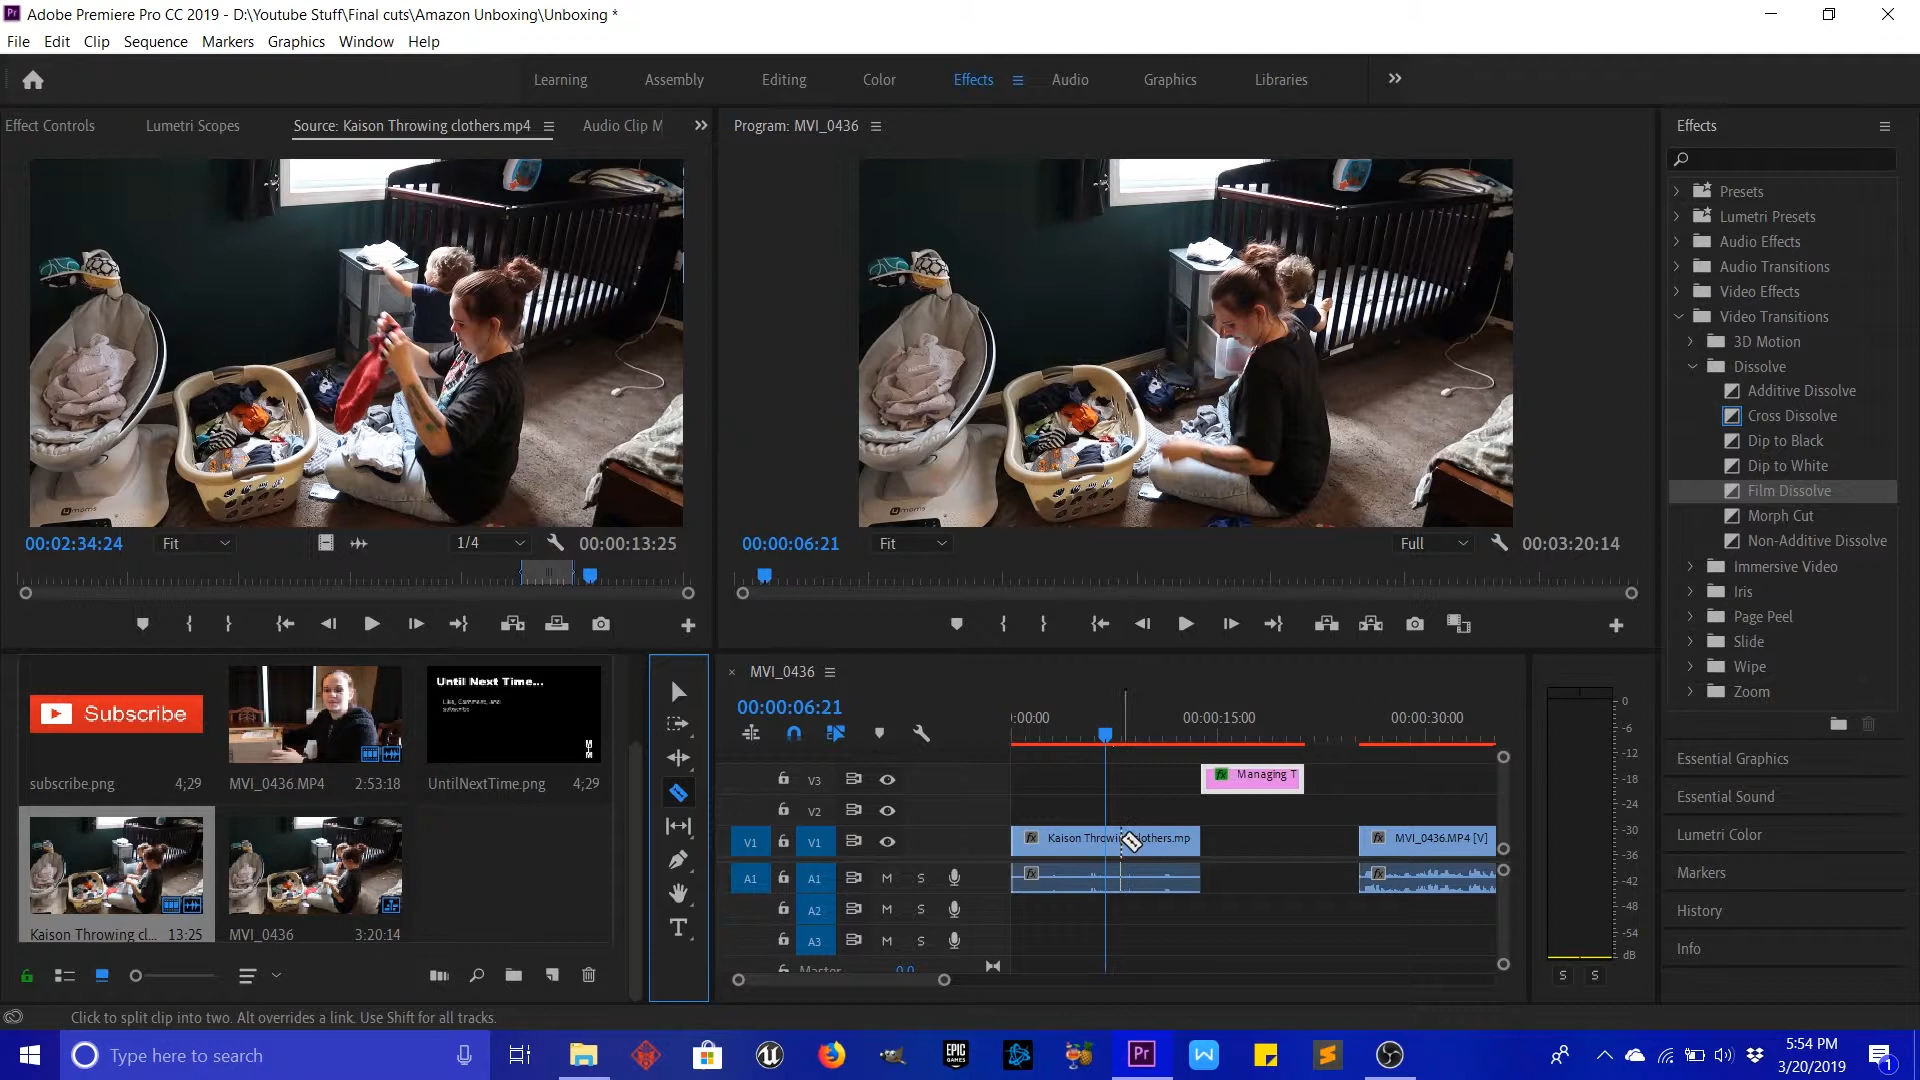 Adobe Premiere Pro CC 2019 - D:\Youtube Stuff\Final cuts\Amazon Unboxing\Unboxing *
File Edit Clip Sequence Markers Graphics Window Help
Learning Assembly Editing Color Effects Audio Graphics Libraries
Effect Controls Lumetri Scopes Source: Kaison Throwing clothers.mp4 Audio Clip M
Program: MVI_0436
Effects
Presets
Lumetri Presets
Audio Effects
Audio Transitions
Video Effects
Video Transitions
3D Motion
Dissolve
Additive Dissolve
Cross Dissolve
Dip to Black
Dip to White
Film Dissolve
Morph Cut
Non-Additive Dissolve
Immersive Video
Iris
Page Peel
Slide
Wipe
Zoom
Essential Graphics
Essential Sound
Lumetri Color
Markers
History
Info
00:02:34:24 Fit 1/4 00:00:13:25
00:00:06:21 Fit Full 00:03:20:14
Subscribe
subscribe.png 4;29
MVI_0436.MP4 2:53:18
Until Next Time...
Like, Comment, and
subscribe
UntilNextTime.png 4;29
Kaison Throwing cl... 13:25
MVI_0436 3:20:14
MVI_0436
00:00:06:21
:00:00 00:00:15:00 00:00:30:00
V3 Managing T
V2
V1 V1 Kaison Throwi lothers.mp MVI_0436.MP4 [V]
A1 A1 M S
A2 M S
A3 M S
Master 0.0
0
-6
-12
-18
-24
-30
-36
-42
-48
-54
dB
S S
Click to split clip into two. Alt overrides a link. Use Shift for all tracks.
Type here to search
EPIC
GAMES
Pr
5:54 PM
3/20/2019
1